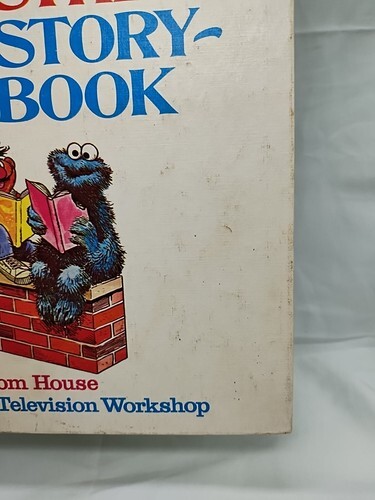 STORY-
BOOK
om House
Television Workshop